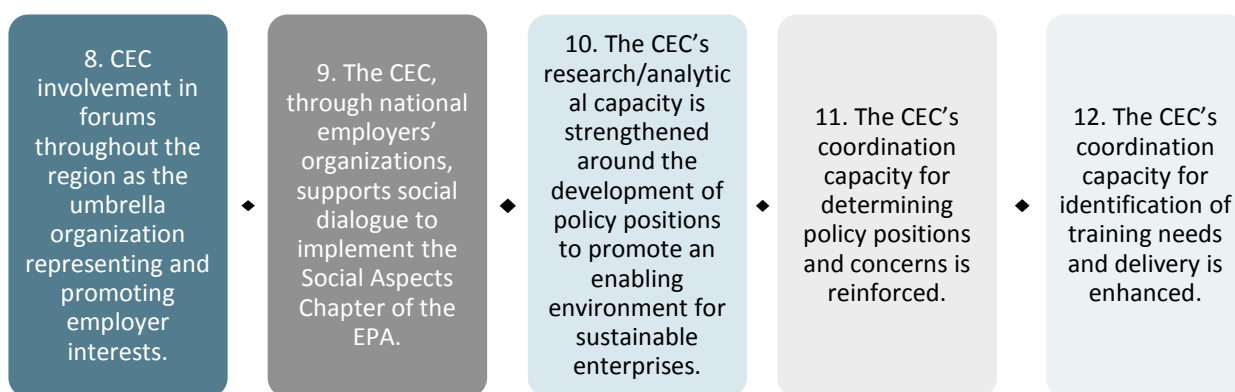 8. CEC
involvement in
forums
throughout the
region as the
umbrella
organization
representing and
promoting
employer
interests.
9. The CEC,
through national
employers’
organizations,
supports social
dialogue to
implement the
Social Aspects
Chapter of the
EPA.
10. The CEC’s
research/analytic
al capacity is
strengthened
around the
development of
policy positions
to promote an
enabling
environment for
sustainable
enterprises.
11. The CEC’s
coordination
capacity for
determining
policy positions
and concerns is
reinforced.
12. The CEC’s
coordination
capacity for
identification of
training needs
and delivery is
enhanced.